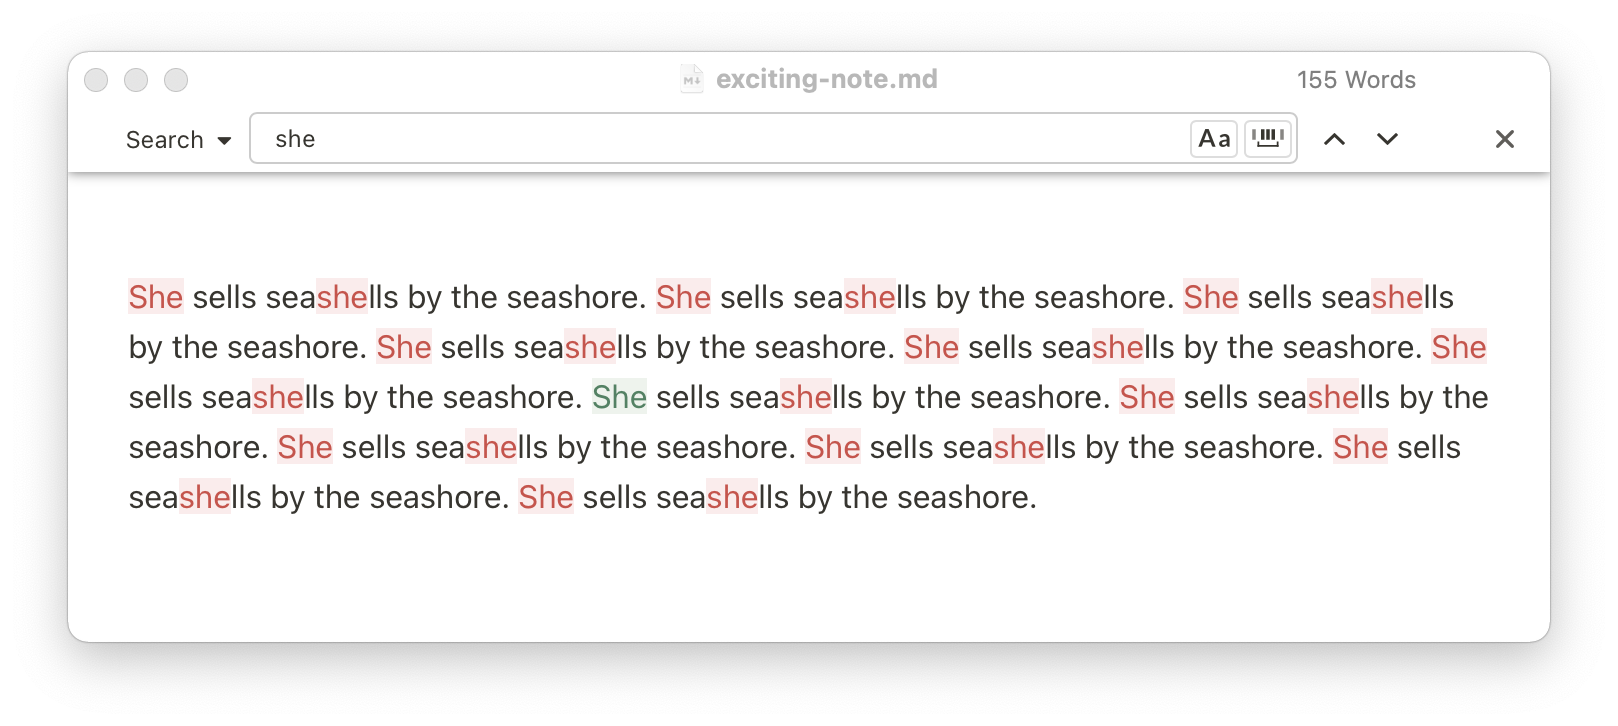 exciting-note.md
155 Words
Search she Aa
She sells seashells by the seashore. She sells seashells by the seashore. She sells seashells
by the seashore. She sells seashells by the seashore. She sells seashells by the seashore. She
sells seashells by the seashore. She sells seashells by the seashore. She sells seashells by the
seashore. She sells seashells by the seashore. She sells seashells by the seashore. She sells
seashells by the seashore. She sells seashells by the seashore.